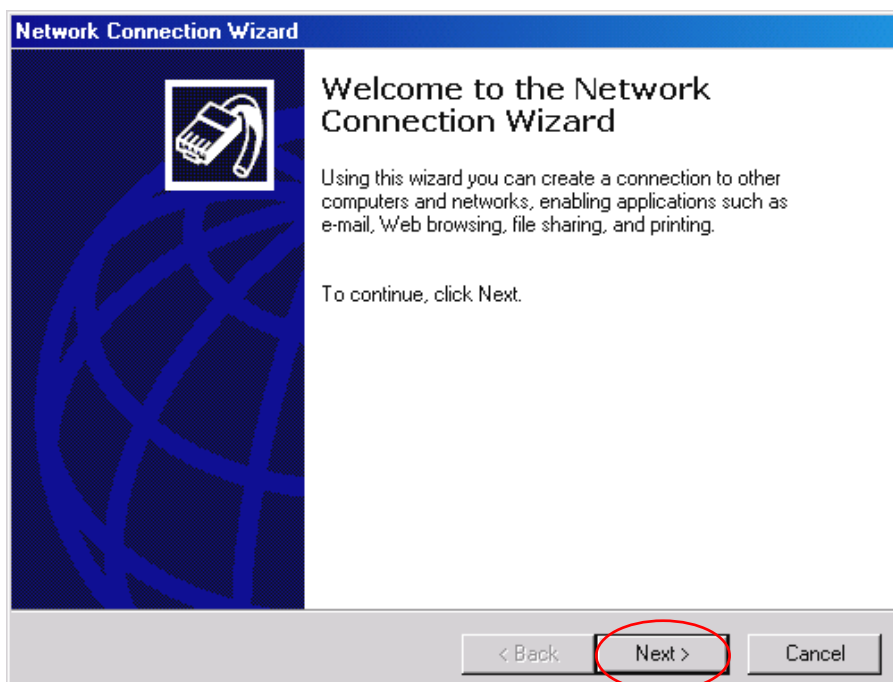 Network Connection Wizard
Welcome to the Network
Connection Wizard
Using this wizard you can create a connection to other
computers and networks, enabling applications such as
e-mail, Web browsing, file sharing, and printing.
To continue, click Next.
< Back Next > Cancel